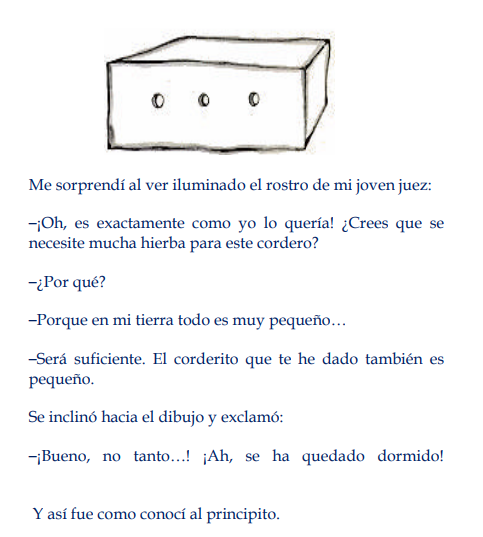 Me sorprendí al ver iluminado el rostro de mi joven juez:
–¡Oh, es exactamente como yo lo quería! ¿Crees que se
necesite mucha hierba para este cordero?
–¿Por qué?
–Porque en mi tierra todo es muy pequeño…
–Será suficiente. El corderito que te he dado también es
pequeño.
Se inclinó hacia el dibujo y exclamó:
–¡Bueno, no tanto…! ¡Ah, se ha quedado dormido!
Y así fue como conocí al principito.